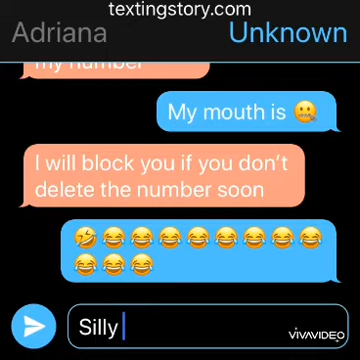 textingstory.com
Adriana Unknown
my number
My mouth is 🤐
I will block you if you don't
delete the number soon
🤣😂😂😂😂😂😂😂😂
😂😂😂
Silly
VIVAVIDEO